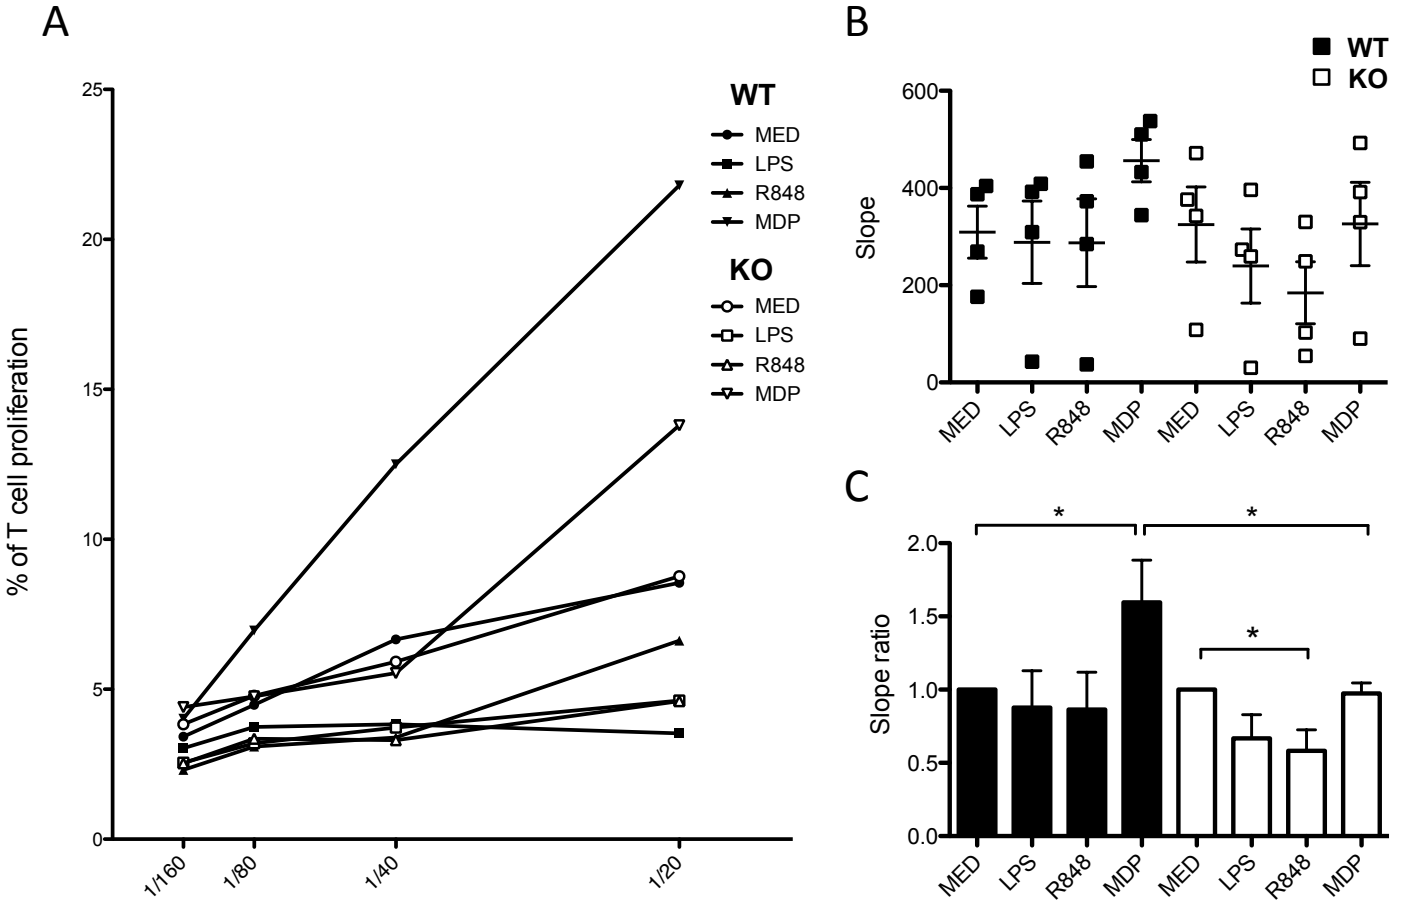 A
% of T cell proliferation
25
20
15
10
5
0
1/160
1/80
1/40
1/20
WT
MED
LPS
R848
MDP
KO
MED
LPS
R848
MDP
B
WT
KO
Slope
600
400
200
0
MED
LPS
R848
MDP
MED
LPS
R848
MDP
C
*
*
*
Slope ratio
2.0
1.5
1.0
0.5
0.0
MED
LPS
R848
MDP
MED
LPS
R848
MDP